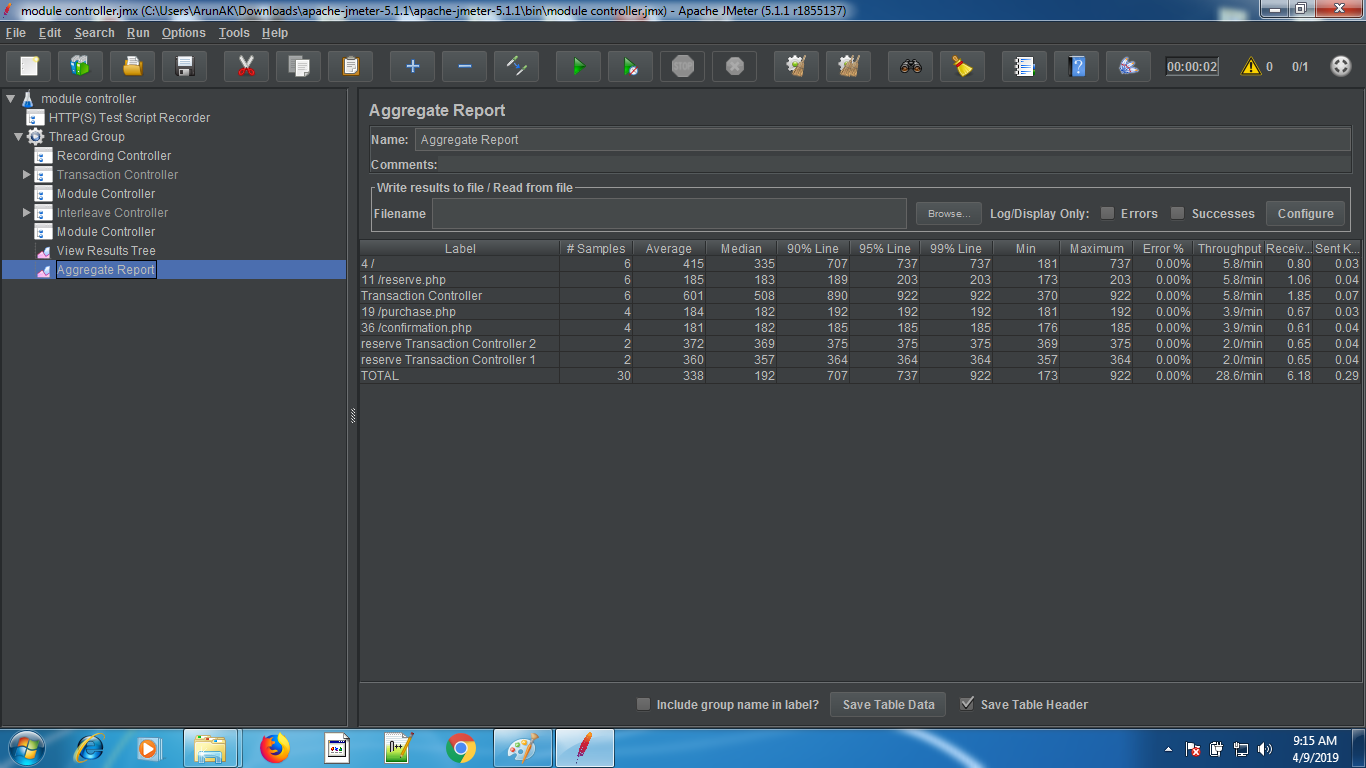 module controller.jmx (C:\Users\ArunAK\Downloads\apache-jmeter-5.1.1\apache-jmeter-5.1.1\bin\module controller.jmx) - Apache JMeter (5.1.1 r1855137)
File Edit Search Run Options Tools Help
STOP 00:00:02 0 0/1
module controller
HTTP(S) Test Script Recorder
Thread Group
Recording Controller
Transaction Controller
Module Controller
Interleave Controller
Module Controller
View Results Tree
Aggregate Report
Aggregate Report
Name: Aggregate Report
Comments:
Write results to file / Read from file
Filename Browse... Log/Display Only: Errors Successes Configure
Label # Samples Average Median 90% Line 95% Line 99% Line Min Maximum Error % Throughput Receiv... Sent K...
4 / 6 415 335 707 737 737 181 737 0.00% 5.8/min 0.80 0.03
11 /reserve.php 6 185 183 189 203 203 173 203 0.00% 5.8/min 1.06 0.04
Transaction Controller 6 601 508 890 922 922 370 922 0.00% 5.8/min 1.85 0.07
19 /purchase.php 4 184 182 192 192 192 181 192 0.00% 3.9/min 0.67 0.03
36 /confirmation.php 4 181 182 185 185 185 176 185 0.00% 3.9/min 0.61 0.04
reserve Transaction Controller 2 2 372 369 375 375 375 369 375 0.00% 2.0/min 0.65 0.04
reserve Transaction Controller 1 2 360 357 364 364 364 357 364 0.00% 2.0/min 0.65 0.04
TOTAL 30 338 192 707 737 922 173 922 0.00% 28.6/min 6.18 0.29
Include group name in label? Save Table Data Save Table Header
9:15 AM
4/9/2019